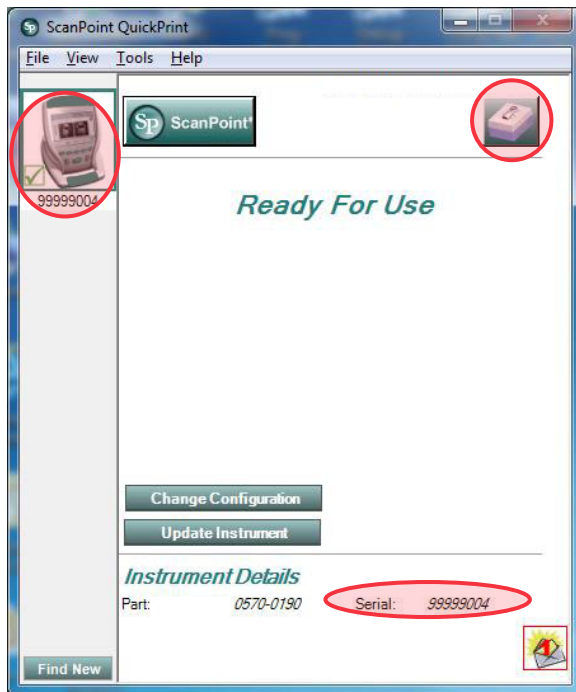 ScanPoint QuickPrint
File View Tools Help
Sp ScanPoint®
99999004
Ready For Use
Change Configuration
Update Instrument
Instrument Details
Part: 0570-0190 Serial: 99999004
Find New